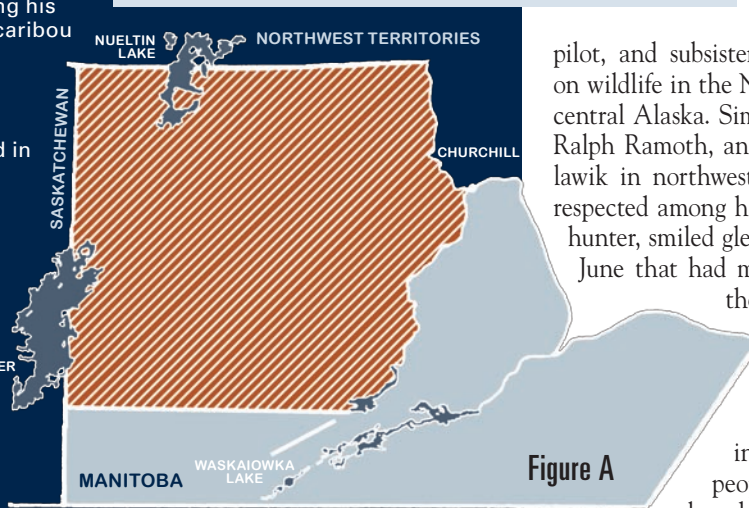 ng his
caribou
d in
NUELTIN
LAKE
NORTHWEST TERRITORIES
SASKATCHEWAN
CHURCHILL
ER
MANITOBA
WASKAIOWKA
LAKE
Figure A
pilot, and subsisten
on wildlife in the N
central Alaska. Sim
Ralph Ramoth, an
lawik in northwest
respected among h
hunter, smiled gle
June that had m
the
in
peo